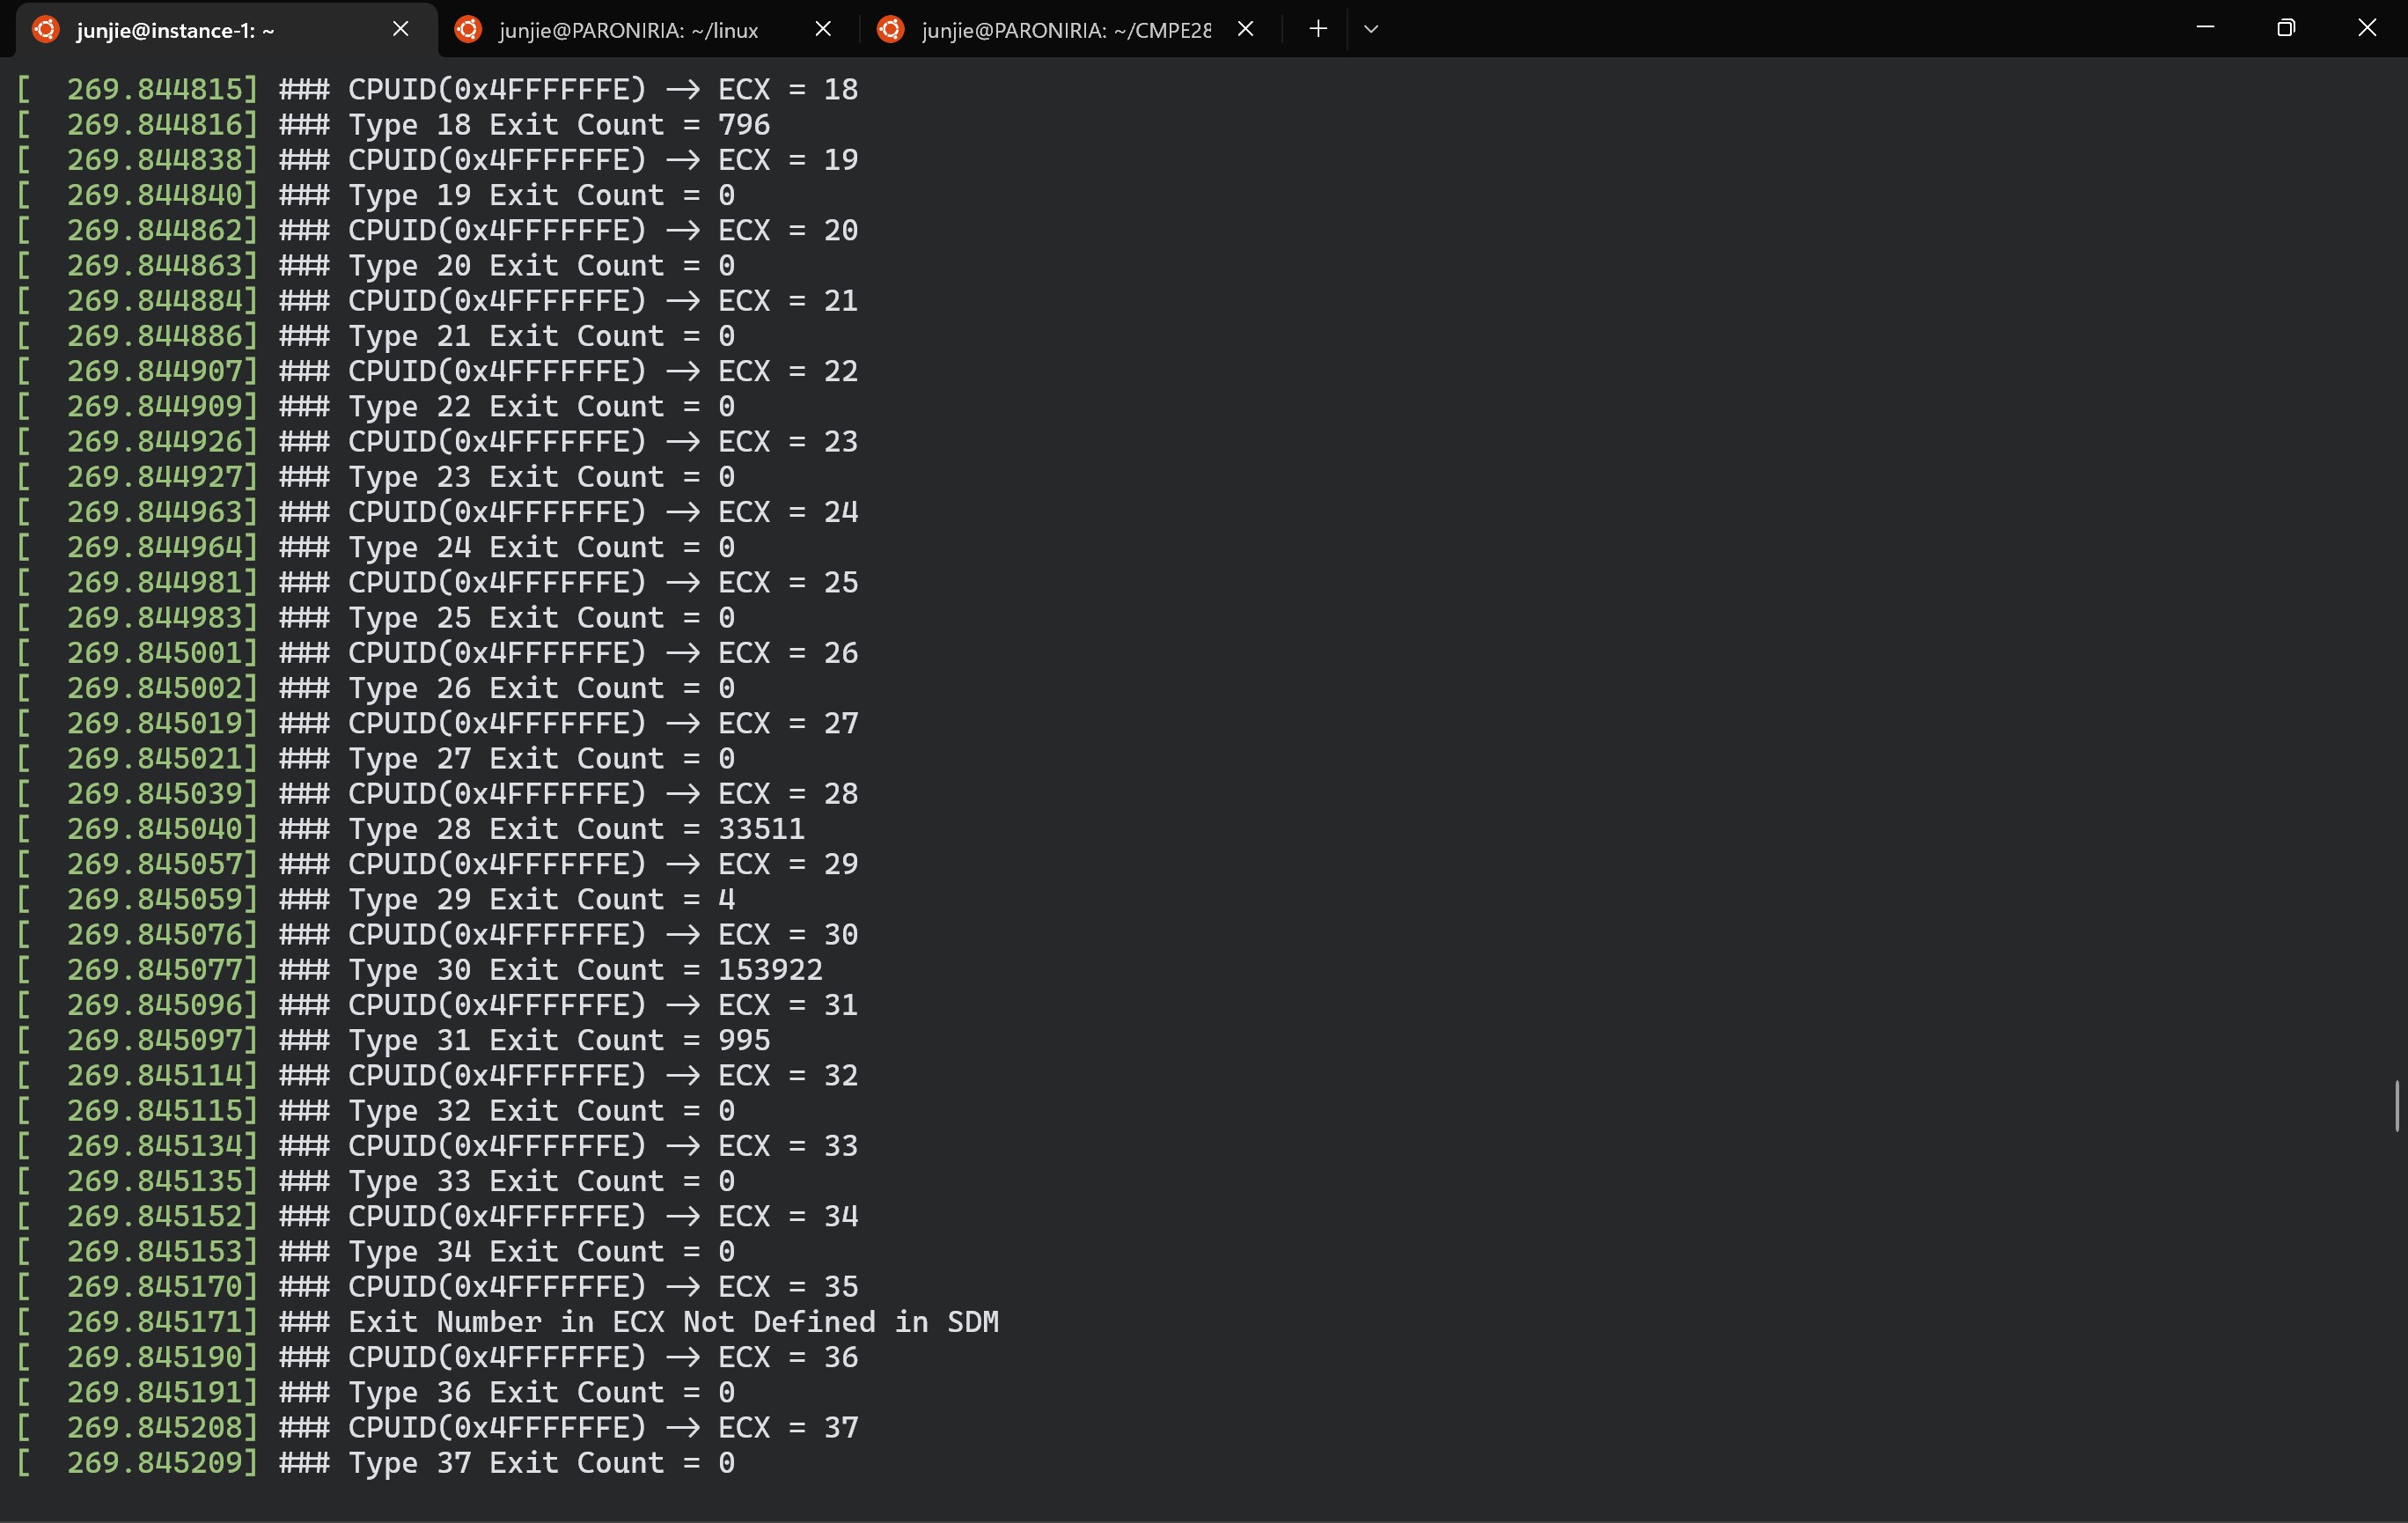 junjie@instance-1: ~
junjie@PARONIRIA: ~/linux
junjie@PARONIRIA: ~/CMPE28
[  269.844815] ### CPUID(0x4FFFFFFE) --> ECX = 18
[  269.844816] ### Type 18 Exit Count = 796
[  269.844838] ### CPUID(0x4FFFFFFE) --> ECX = 19
[  269.844840] ### Type 19 Exit Count = 0
[  269.844862] ### CPUID(0x4FFFFFFE) --> ECX = 20
[  269.844863] ### Type 20 Exit Count = 0
[  269.844884] ### CPUID(0x4FFFFFFE) --> ECX = 21
[  269.844886] ### Type 21 Exit Count = 0
[  269.844907] ### CPUID(0x4FFFFFFE) --> ECX = 22
[  269.844909] ### Type 22 Exit Count = 0
[  269.844926] ### CPUID(0x4FFFFFFE) --> ECX = 23
[  269.844927] ### Type 23 Exit Count = 0
[  269.844963] ### CPUID(0x4FFFFFFE) --> ECX = 24
[  269.844964] ### Type 24 Exit Count = 0
[  269.844981] ### CPUID(0x4FFFFFFE) --> ECX = 25
[  269.844983] ### Type 25 Exit Count = 0
[  269.845001] ### CPUID(0x4FFFFFFE) --> ECX = 26
[  269.845002] ### Type 26 Exit Count = 0
[  269.845019] ### CPUID(0x4FFFFFFE) --> ECX = 27
[  269.845021] ### Type 27 Exit Count = 0
[  269.845039] ### CPUID(0x4FFFFFFE) --> ECX = 28
[  269.845040] ### Type 28 Exit Count = 33511
[  269.845057] ### CPUID(0x4FFFFFFE) --> ECX = 29
[  269.845059] ### Type 29 Exit Count = 4
[  269.845076] ### CPUID(0x4FFFFFFE) --> ECX = 30
[  269.845077] ### Type 30 Exit Count = 153922
[  269.845096] ### CPUID(0x4FFFFFFE) --> ECX = 31
[  269.845097] ### Type 31 Exit Count = 995
[  269.845114] ### CPUID(0x4FFFFFFE) --> ECX = 32
[  269.845115] ### Type 32 Exit Count = 0
[  269.845134] ### CPUID(0x4FFFFFFE) --> ECX = 33
[  269.845135] ### Type 33 Exit Count = 0
[  269.845152] ### CPUID(0x4FFFFFFE) --> ECX = 34
[  269.845153] ### Type 34 Exit Count = 0
[  269.845170] ### CPUID(0x4FFFFFFE) --> ECX = 35
[  269.845171] ### Exit Number in ECX Not Defined in SDM
[  269.845190] ### CPUID(0x4FFFFFFE) --> ECX = 36
[  269.845191] ### Type 36 Exit Count = 0
[  269.845208] ### CPUID(0x4FFFFFFE) --> ECX = 37
[  269.845209] ### Type 37 Exit Count = 0